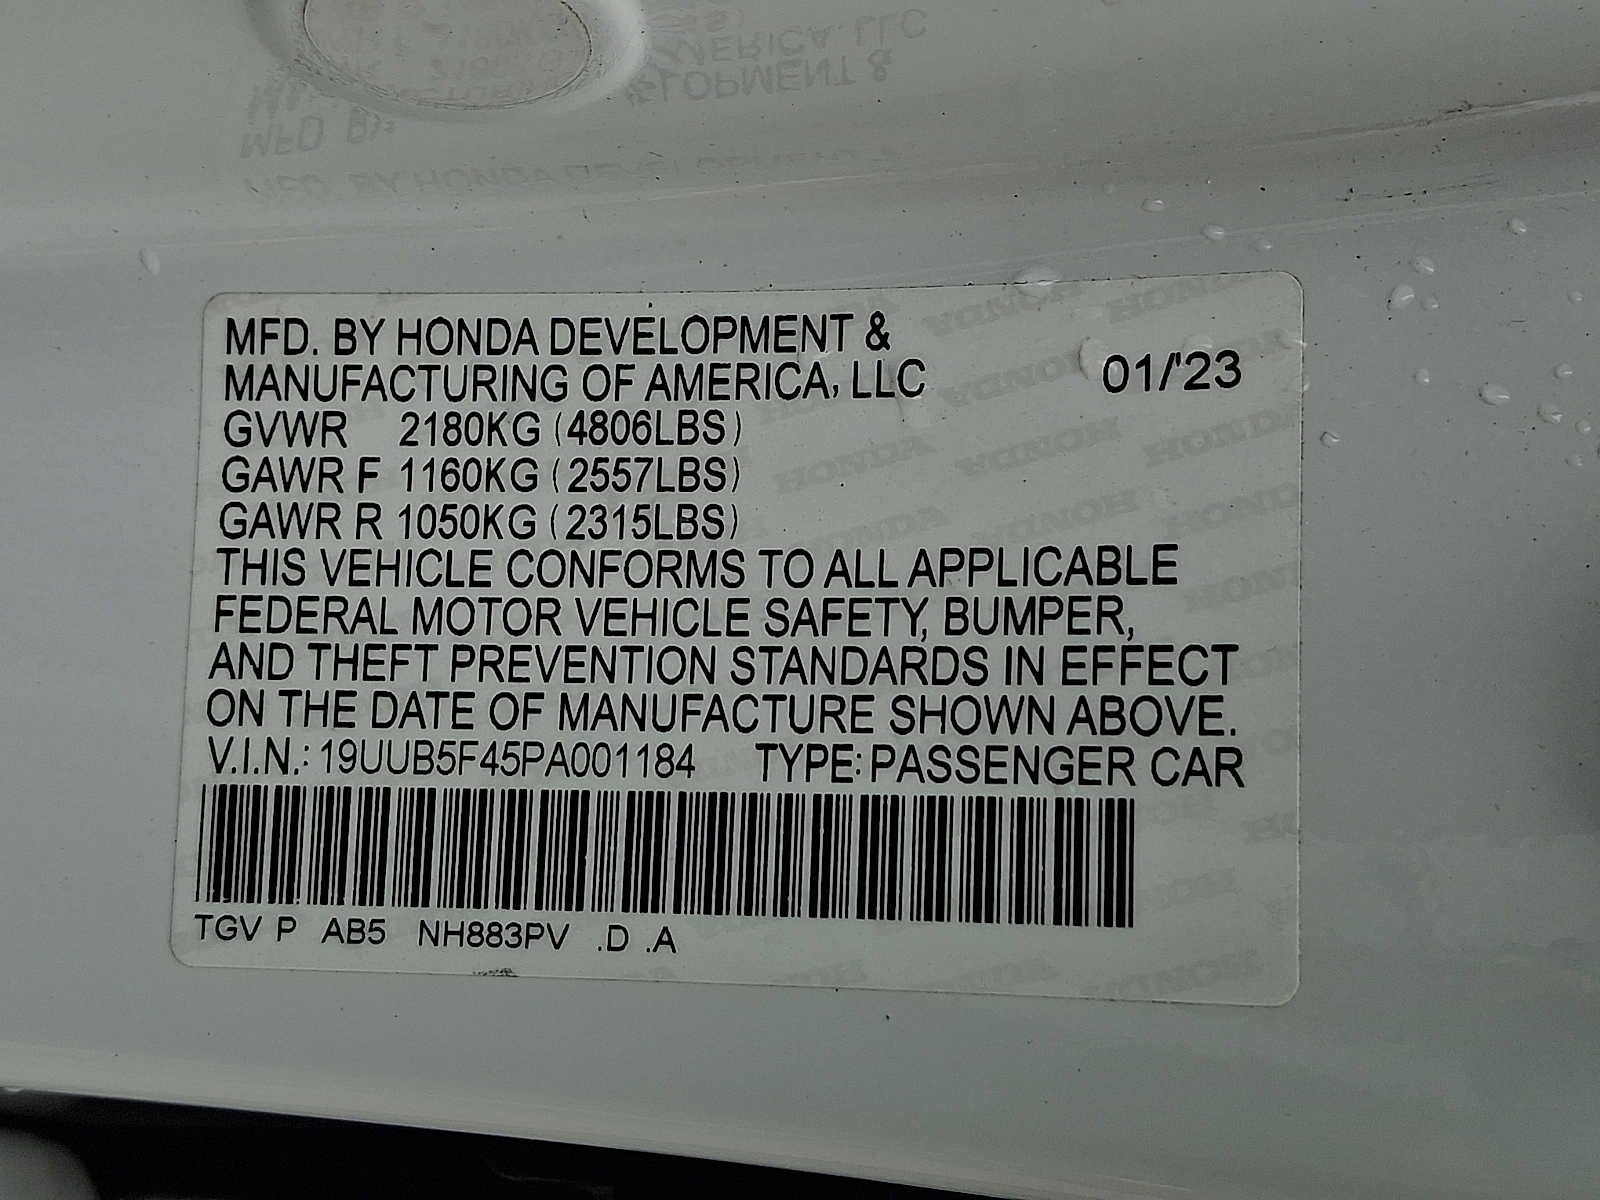 MFD. BY HONDA DEVELOPMENT &
MANUFACTURING OF AMERICA, LLC 01/'23
GVWR 2180KG (4806LBS)
GAWR F 1160KG (2557LBS)
GAWR R 1050KG (2315LBS)
THIS VEHICLE CONFORMS TO ALL APPLICABLE
FEDERAL MOTOR VEHICLE SAFETY, BUMPER,
AND THEFT PREVENTION STANDARDS IN EFFECT
ON THE DATE OF MANUFACTURE SHOWN ABOVE.
V.I.N.: 19UUB5F45PA001184 TYPE: PASSENGER CAR
TGV P AB5 NH883PV .D .A